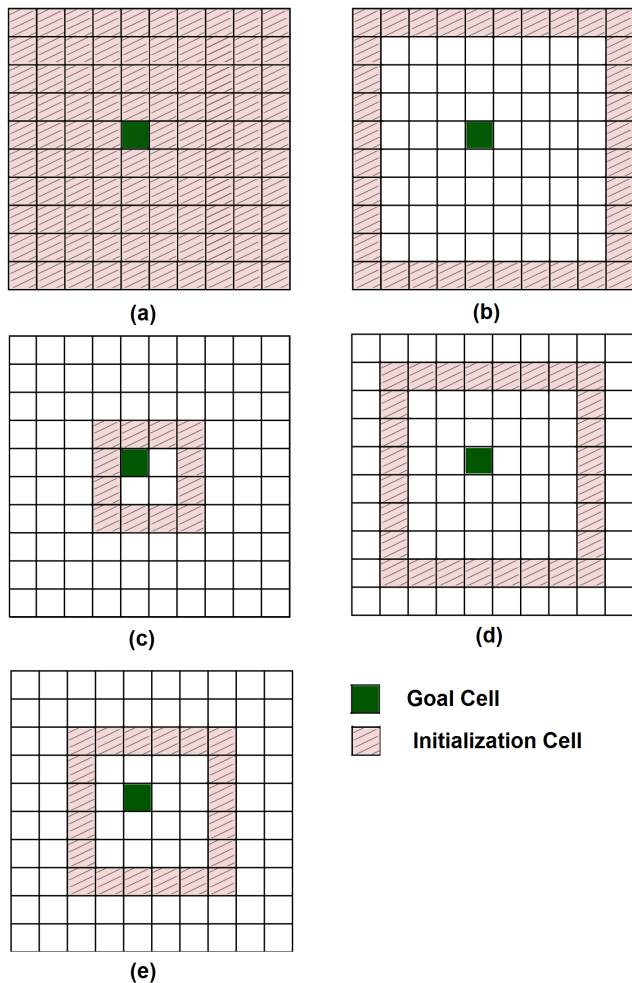 (a)
(b)
(c)
(d)
Goal Cell
Initialization Cell
(e)